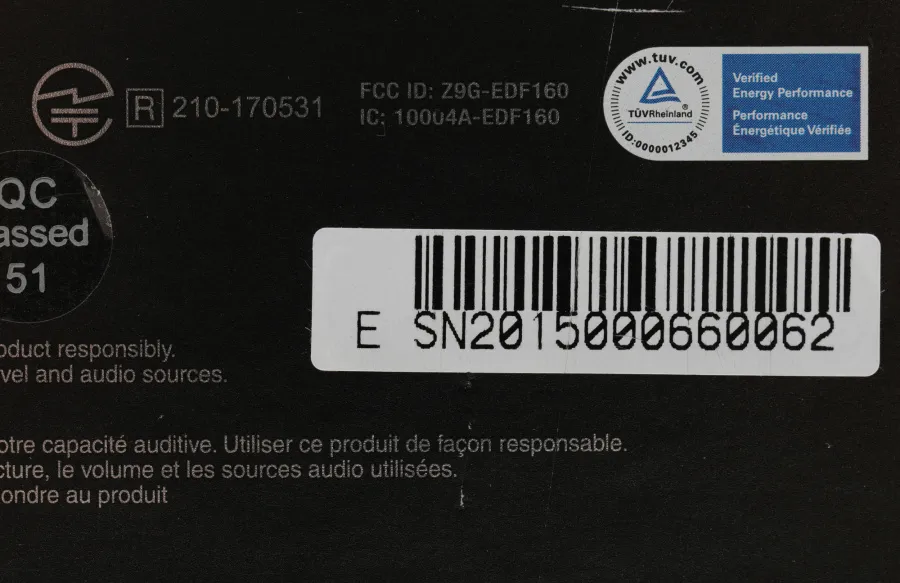 R 210-170531
FCC ID: Z9G-EDF160
IC: 10004A-EDF160
www.tuv.com
TÜVRheinland ®
ID:0000012345
Verified
Energy Performance
Performance
Énergétique Vérifiée
QC
assed
51
E SN2015000660062
oduct responsibly.
vel and audio sources.
otre capacité auditive. Utiliser ce produit de façon responsable.
cture, le volume et les sources audio utilisées.
ondre au produit